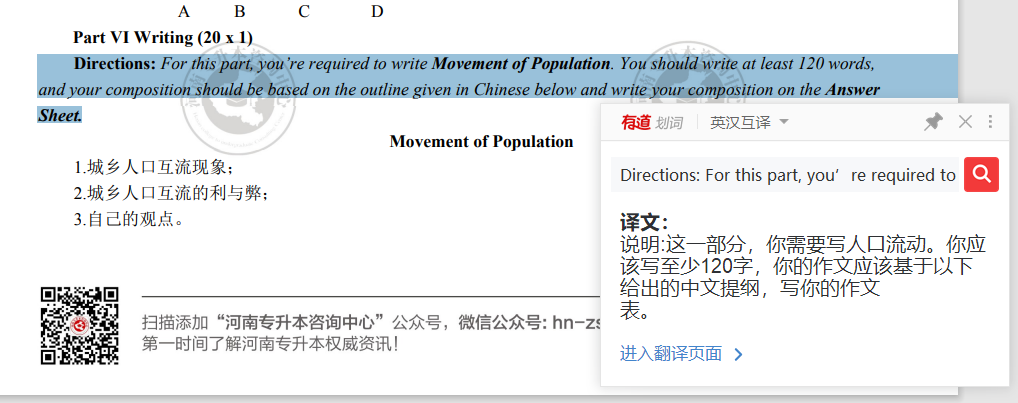 A B C D
Part VI Writing (20 x 1)
Directions: For this part, you're required to write Movement of Population. You should write at least 120 words,
and your composition should be based on the outline given in Chinese below and write your composition on the Answer
Sheet.
Movement of Population
1.城乡人口互流现象；
2.城乡人口互流的利与弊；
3.自己的观点。
扫描添加“河南专升本咨询中心”公众号，微信公众号: hn-zs
第一时间了解河南专升本权威资讯！
有道 划词 英汉互译
Directions: For this part, you’re required to
译文：
说明:这一部分，你需要写人口流动。你应
该写至少120字，你的作文应该基于以下
给出的中文提纲，写你的作文
表。
进入翻译页面